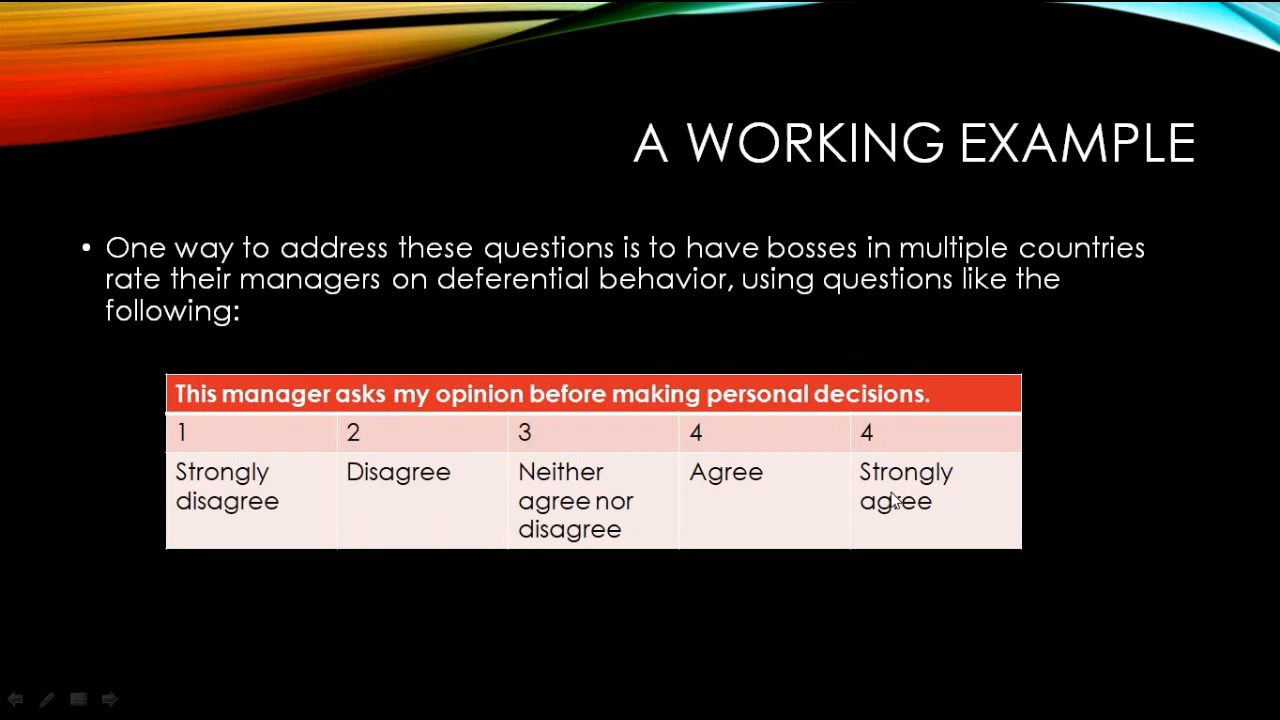 A WORKING EXAMPLE
• One way to address these questions is to have bosses in multiple countries
rate their managers on deferential behavior, using questions like the
following:
This manager asks my opinion before making personal decisions.
1 2 3 4 4
Strongly disagree Disagree Neither agree nor disagree Agree Strongly agree